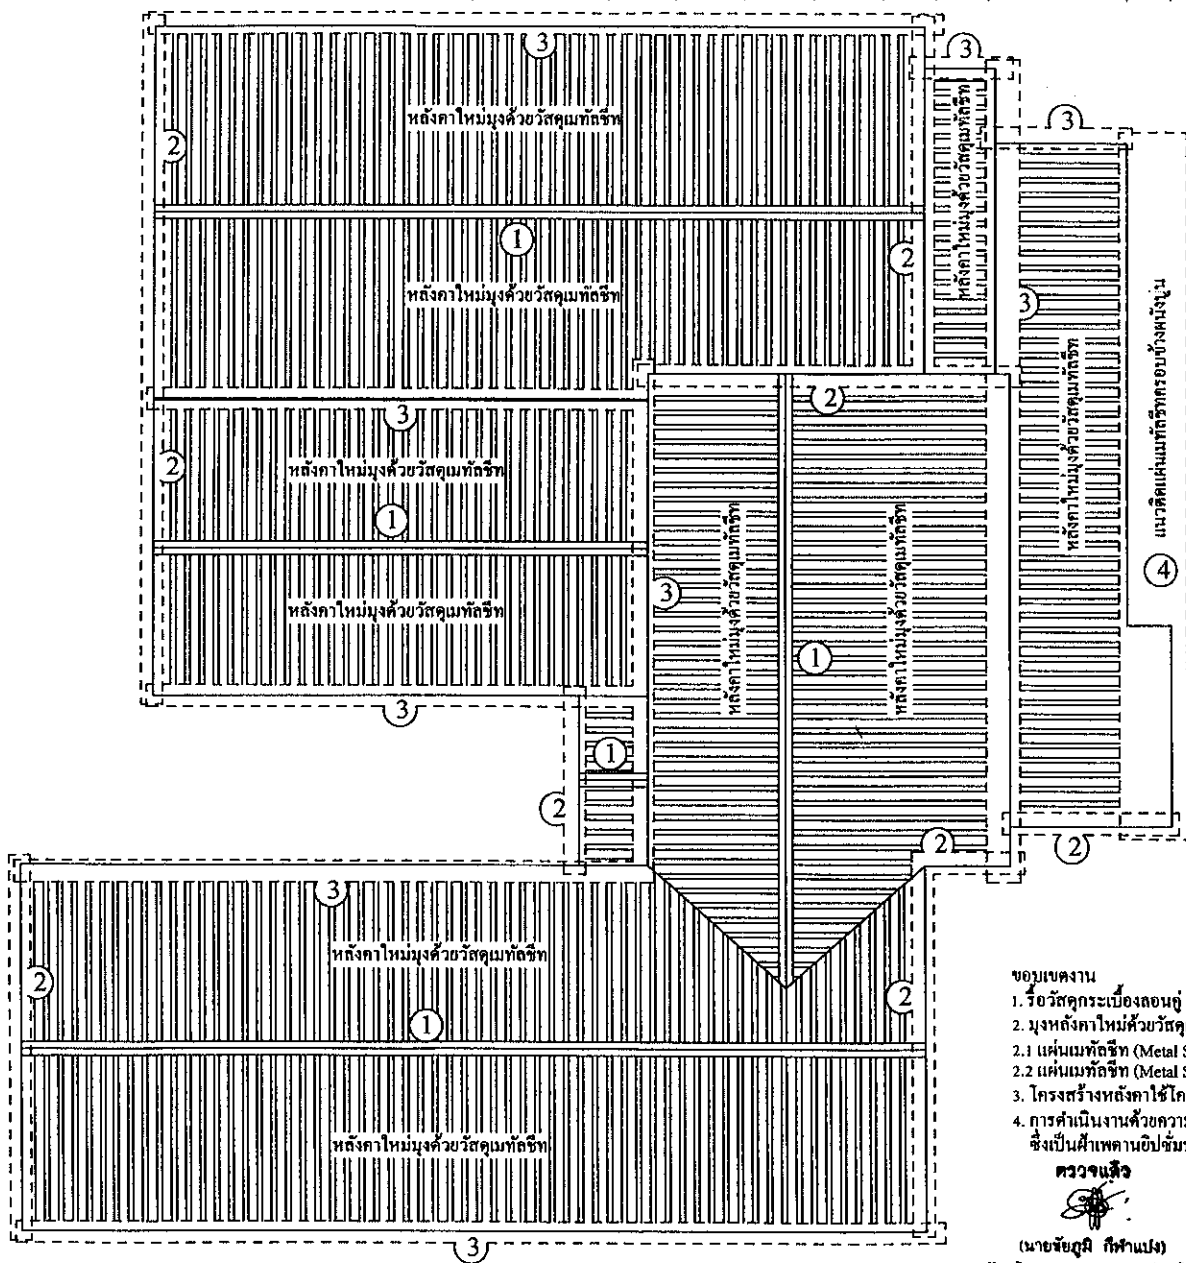 3
3
หลังคาใหม่มุงด้วยวัสดุเมทัลชีท
หลังคาใหม่มุงด้วยวัสดุเมทัลชีท
3
2
1
2
หลังคาใหม่มุงด้วยวัสดุเมทัลชีท
3
หลังคาใหม่มุงด้วยวัสดุเมทัลชีท
แนวติดแผ่นเมทัลชีทครอบข้างผนังปูน
4
2
3
2
หลังคาใหม่มุงด้วยวัสดุเมทัลชีท
1
หลังคาใหม่มุงด้วยวัสดุเมทัลชีท
3
หลังคาใหม่มุงด้วยวัสดุเมทัลชีท
หลังคาใหม่มุงด้วยวัสดุเมทัลชีท
1
3
1
2
2
2
3
หลังคาใหม่มุงด้วยวัสดุเมทัลชีท
2
1
2
หลังคาใหม่มุงด้วยวัสดุเมทัลชีท
3
ขอบเขตงาน
1. รื้อวัสดุกระเบื้องลอนคู่
2. มุงหลังคาใหม่ด้วยวัสดุ
2.1 แผ่นเมทัลชีท (Metal S
2.2 แผ่นเมทัลชีท (Metal S
3. โครงสร้างหลังคาใช้โค
4. การดำเนินงานด้วยควา
ซึ่งเป็นฝ้าเพดานยิปซั่ม
ตรวจแล้ว